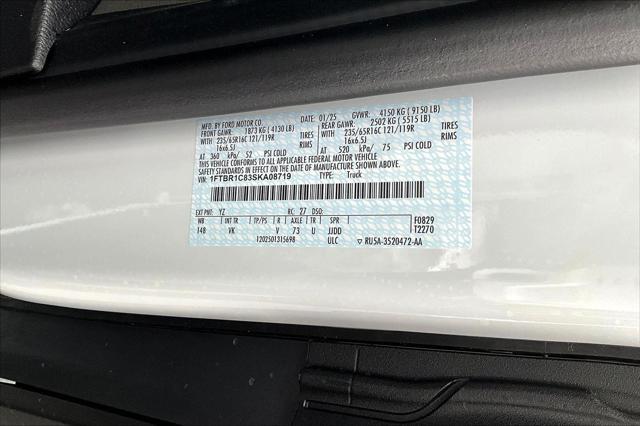 MFD. BY FORD MOTOR CO. DATE: 01/25 GVWR: 4150 KG ( 9150 LB)
FRONT GAWR: 1873 KG ( 4130 LB) REAR GAWR: 2502 KG ( 5515 LB)
WITH 235/65R16C 121/119R TIRES WITH 235/65R16C 121/119R TIRES
16x6.5J RIMS 16x6.5J RIMS
AT 360 kPa/ 52 PSI COLD AT 520 kPa/ 75 PSI COLD
THIS VEHICLE CONFORMS TO ALL APPLICABLE FEDERAL MOTOR VEHICLE
SAFETY STANDARDS IN EFFECT ON THE DATE OF MANUFACTURE SHOWN ABOVE.
VIN: 1FTBR1C83SKA08719 TYPE: Truck
EXT PNT: YZ RC: 27 DSO:
WB INT TR TP/PS R AXLE TR SPR F0829
148 VK V 73 U JJDD T2270
1202501315698 ULC RU5A-3520472-AA